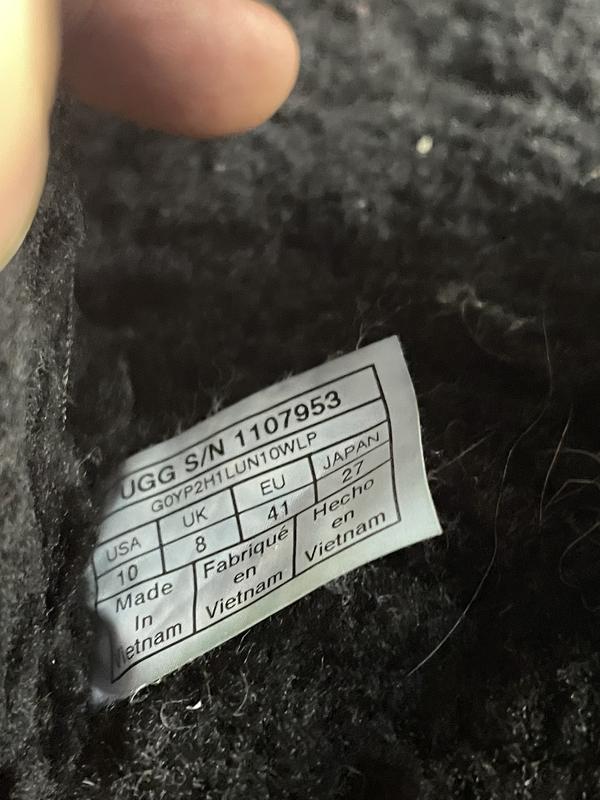 UGG S/N 1107953
G0YP2H1LUN10WLP
USA UK EU JAPAN
10 8 41 27
Made In Vietnam
Fabriqué en Vietnam
Hecho en Vietnam